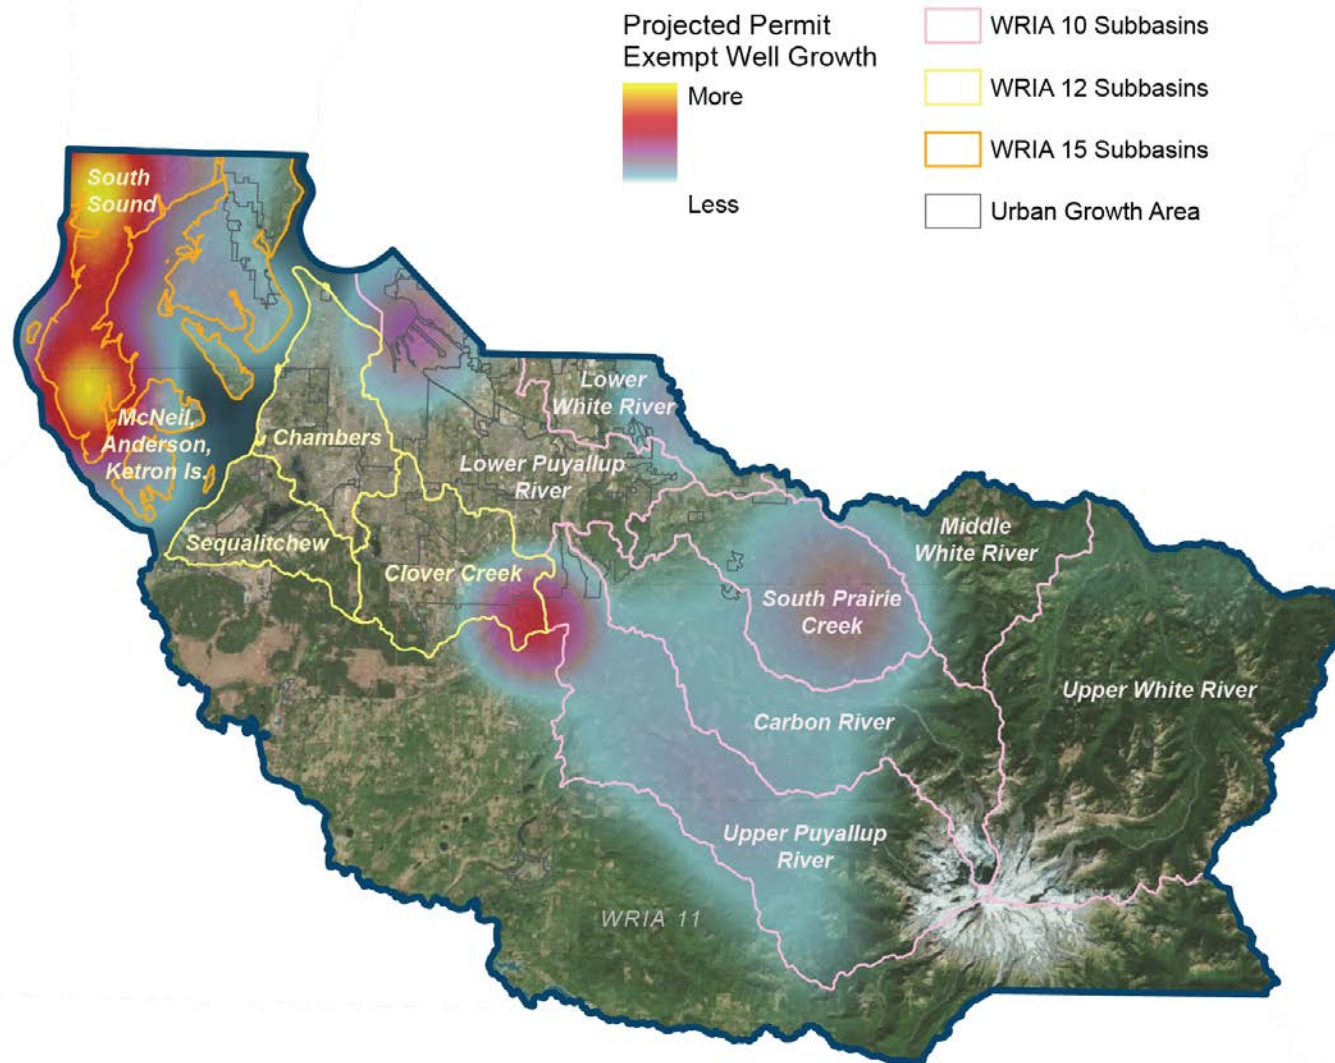 Projected Permit
Exempt Well Growth
More
Less
WRIA 10 Subbasins
WRIA 12 Subbasins
WRIA 15 Subbasins
Urban Growth Area
South
Sound
McNeil,
Anderson,
Ketron Is.
Chambers
Sequalitchew
Clover Creek
Lower
White River
Lower Puyallup
River
Middle
White River
South Prairie
Creek
Upper White River
Carbon River
Upper Puyallup
River
WRIA 11